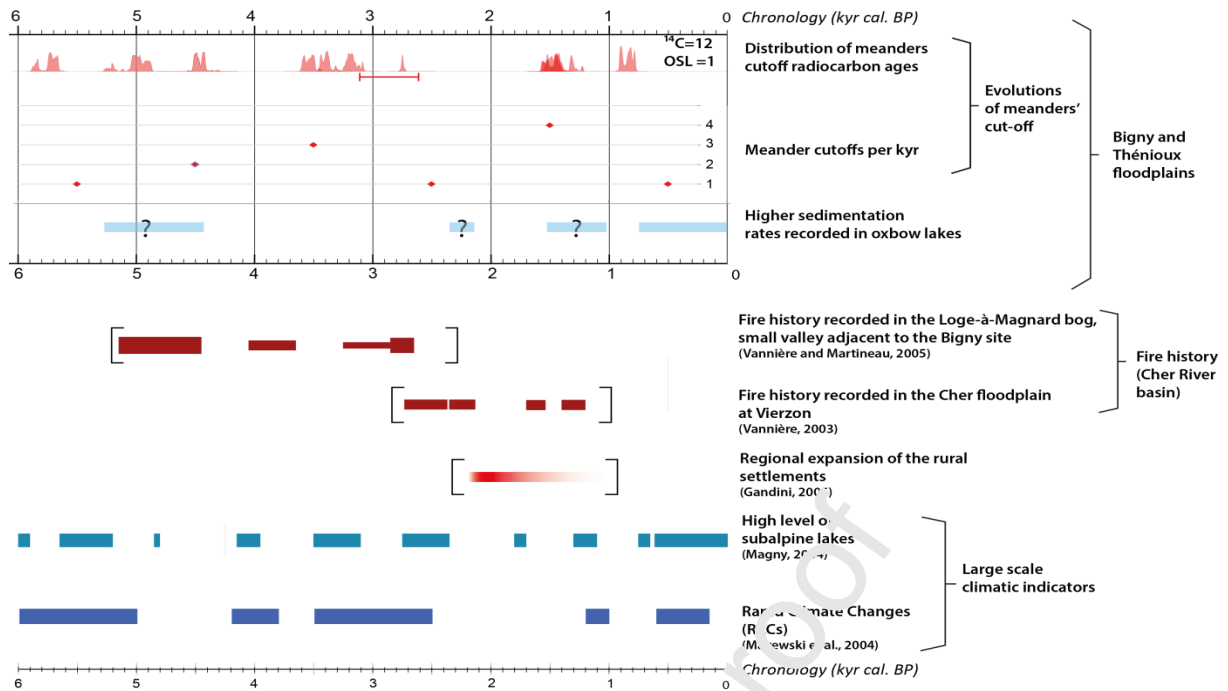 6 5 4 3 2 1 0 Chronology (kyr cal. BP)
¹⁴C=12
OSL =1
Distribution of meanders
cutoff radiocarbon ages
Evolutions
of meanders'
cut-off
Bigny and
Thénioux
floodplains
4
3
2
1
Meander cutoffs per kyr
? ? ?
Higher sedimentation
rates recorded in oxbow lakes
6 5 4 3 2 1 0
Fire history recorded in the Loge-à-Magnard bog,
small valley adjacent to the Bigny site
(Vannière and Martineau, 2005)
Fire history
(Cher River
basin)
Fire history recorded in the Cher floodplain
at Vierzon
(Vannière, 2003)
Regional expansion of the rural
settlements
(Gandini,
High level
subalpine lakes
(Magny,
Large scale
climatic indicators
Climate Changes
et al., 2004)
6 5 4 3 2 1 0 Chronology (kyr cal. BP)
roof